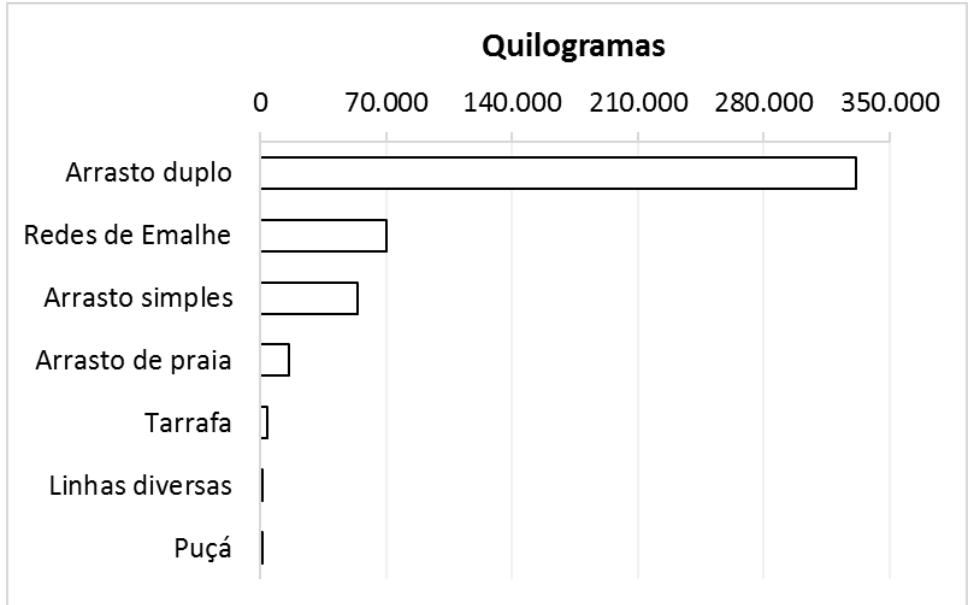 Quilogramas
0 70.000 140.000 210.000 280.000 350.000
Arrasto duplo
Redes de Emalhe
Arrasto simples
Arrasto de praia
Tarrafa
Linhas diversas
Puçá